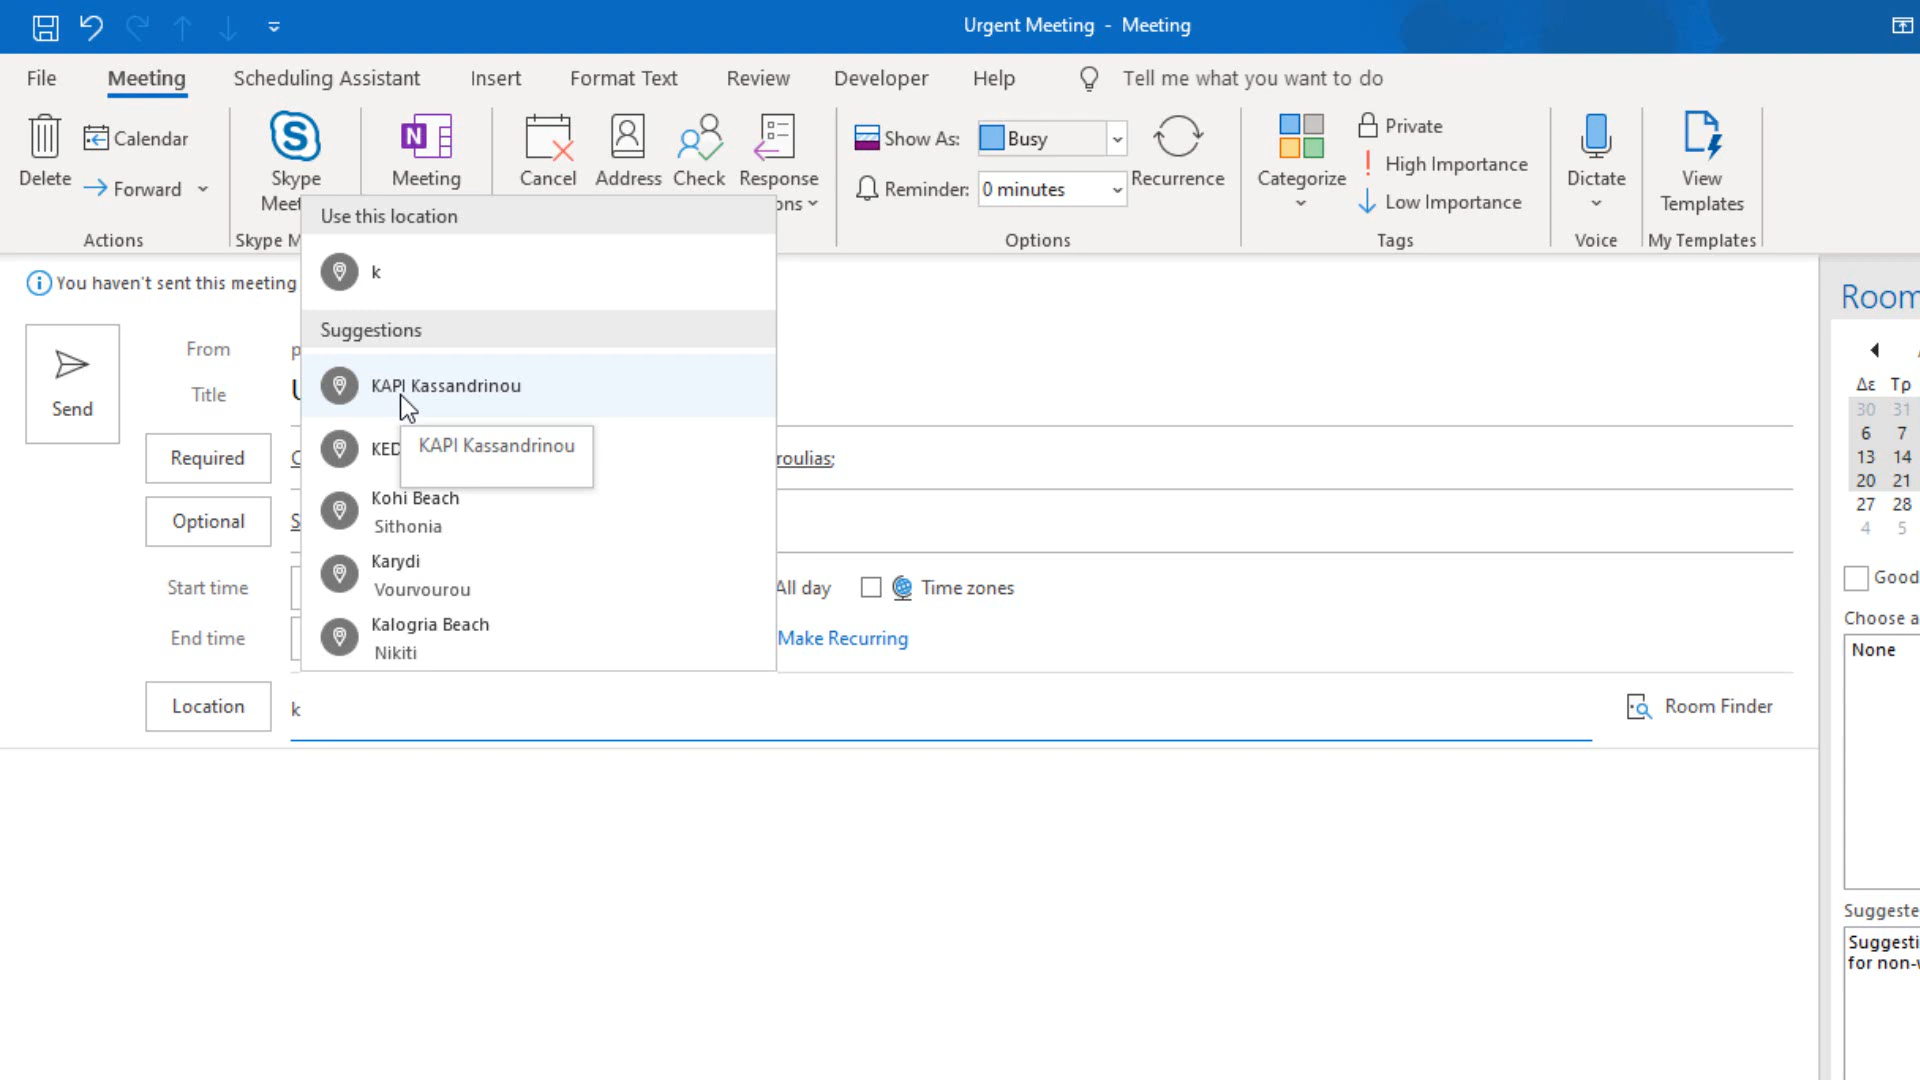 Urgent Meeting - Meeting
File Meeting Scheduling Assistant Insert Format Text Review Developer Help Tell me what you want to do
Delete
Calendar
Forward
Actions
Skype
Skype M
Meeting
Cancel
Address
Check
Response
Show As: Busy
Reminder: 0 minutes
Recurrence
Options
Categorize
Private
High Importance
Low Importance
Tags
Dictate
Voice
View
Templates
My Templates
Use this location
k
Suggestions
KAPI Kassandrinou
KED
KAPI Kassandrinou
Kohi Beach
Sithonia
Karydi
Vourvourou
Kalogria Beach
Nikiti
You haven't sent this meeting
Send
From
Title
Required
roulias;
Optional
Start time
All day Time zones
End time
Make Recurring
Location k
Room Finder
Room
Δε Τρ
30 31
6 7
13 14
20 21
27 28
4 5
Good
Choose a
None
Suggeste
Suggesti
for non-